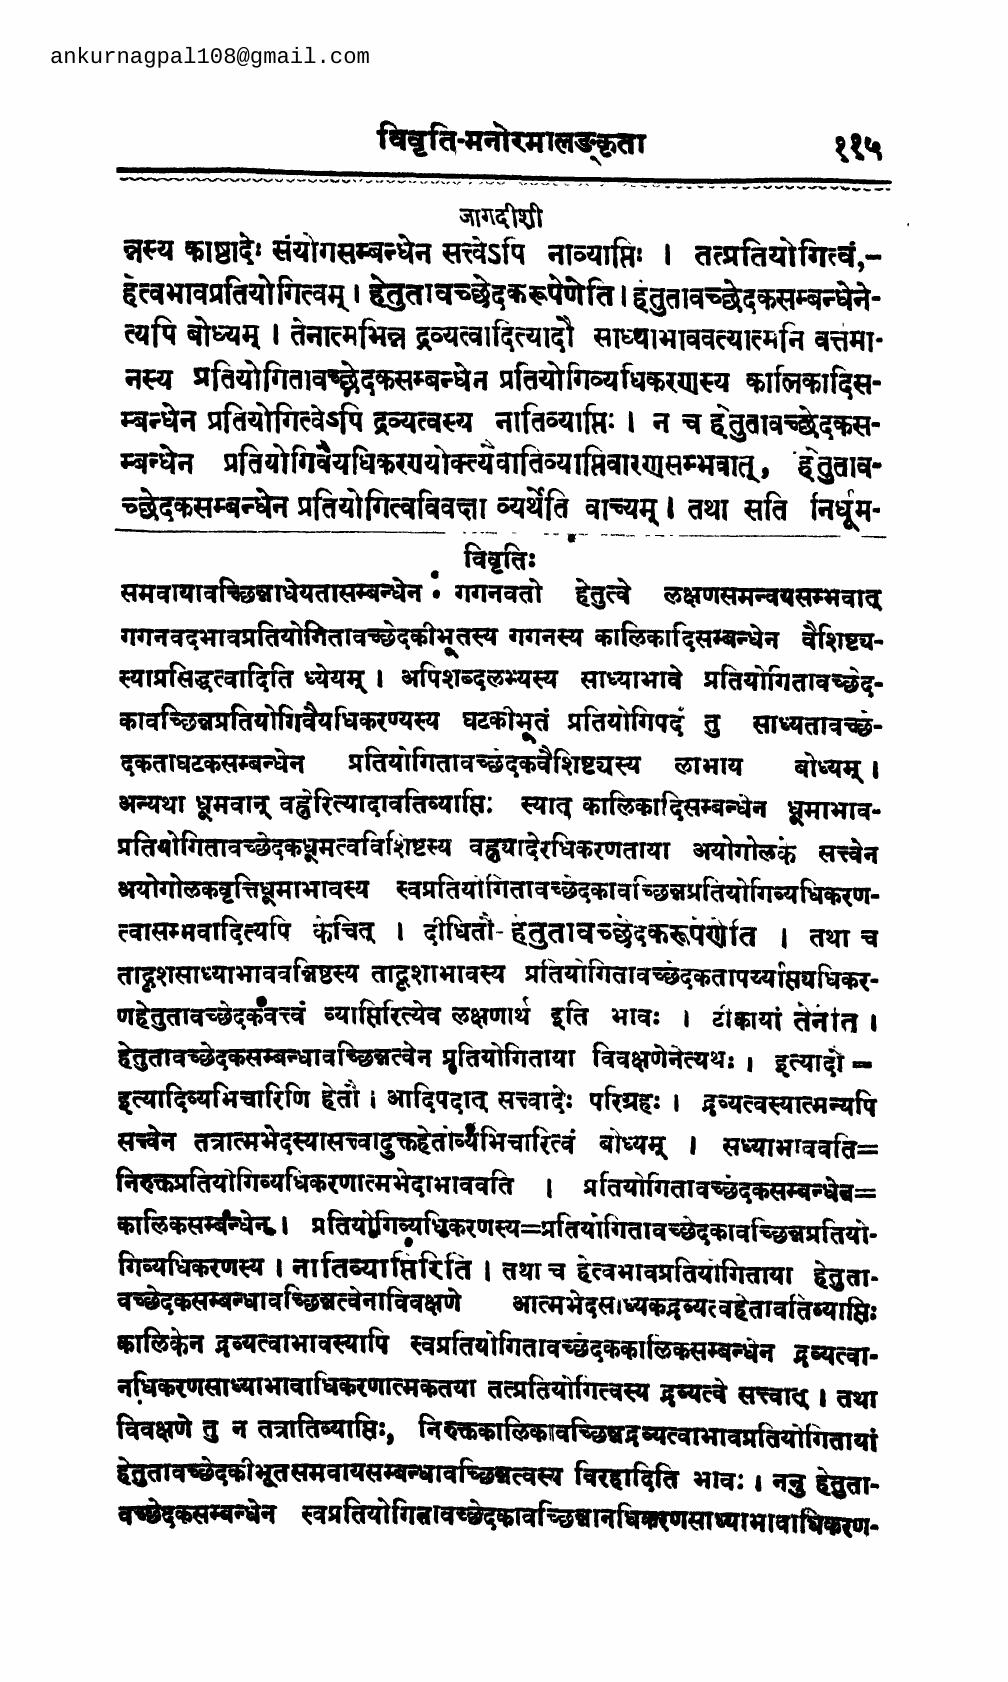 ankurnagpal108@gmail.com
विवृति-मनोरमालङ्कृता ११५
जागदीशी
न्नस्य काष्ठादेः संयोगसम्बन्धेन सत्त्वेऽपि नाव्याप्तिः । तत्प्रतियोगित्वं,–
हेत्वभावप्रतियोगित्वम् । हेतुतावच्छेदकरूपेणेति । हेतुतावच्छेदकसम्बन्धेने-
त्यपि बोध्यम् । तेनात्मभिन्न द्रव्यत्वादित्यादौ साध्याभाववत्यात्मनि वर्त्तमा-
नस्य प्रतियोगितावच्छेदकसम्बन्धेन प्रतियोगिव्यधिकरणस्य कालिकादिस-
म्बन्धेन प्रतियोगित्वेऽपि द्रव्यत्वस्य नातिव्याप्तिः । न च हेतुतावच्छेदकस-
म्बन्धेन प्रतियोगिवैयधिकरण्योक्त्यैवातिव्याप्तिवारणसम्भवात्, हेतुताव-
च्छेदकसम्बन्धेन प्रतियोगित्वविवक्षा व्यर्थेति वाच्यम् । तथा सति निर्धूम-
विवृतिः
समवायावच्छिन्नाधेयतासम्बन्धेन गगनवतो हेतुत्वे लक्षणसमन्वयसम्भवात्
गगनवदभावप्रतियोगितावच्छेदकीभूतस्य गगनस्य कालिकादिसम्बन्धेन वैशिष्ट्य-
स्याप्रसिद्धत्वादिति ध्येयम् । अपिशब्दलभ्यस्य साध्याभावे प्रतियोगितावच्छेद-
कावच्छिन्नप्रतियोगिवैयधिकरण्यस्य घटकीभूतं प्रतियोगिपदं तु साध्यतावच्छे-
दकताघटकसम्बन्धेन प्रतियोगितावच्छेदकवैशिष्ट्यस्य लाभाय बोध्यम् ।
अन्यथा धूमवान् वह्नेरित्यादावतिव्याप्तिः स्यात् कालिकादिसम्बन्धेन धूमाभाव-
प्रतियोगितावच्छेदकधूमत्वविशिष्टस्य वह्न्यादेरधिकरणताया अयोगोलके सत्त्वेन
अयोगोलकवृत्तिधूमाभावस्य स्वप्रतियोगितावच्छेदकावच्छिन्नप्रतियोगिव्यधिकरण-
त्वासम्भवादित्यपि केचित् । दीधितौ- हेतुतावच्छेदकरूपेणेति । तथा च
तादृशसाध्याभाववन्निष्ठस्य तादृशाभावस्य प्रतियोगितावच्छेदकतापर्य्याप्त्यधिकर-
णहेतुतावच्छेदकवत्त्वं व्याप्तिरित्येव लक्षणार्थ इति भावः । टीकायां तेनेति ।
हेतुतावच्छेदकसम्बन्धावच्छिन्नत्वेन प्रतियोगिताया विवक्षणेनेत्यर्थः । इत्यादौ =
इत्यादिव्यभिचारिणि हेतौ । आदिपदात् सत्त्वादेः परिग्रहः । द्रव्यत्वस्यात्मन्यपि
सत्त्वेन तत्रात्मभेदस्यासत्त्वादुक्तहेतोर्व्यभिचारित्वं बोध्यम् । सध्याभाववति=
निरुक्तप्रतियोगिव्यधिकरणात्मभेदाभाववति । प्रतियोगितावच्छेदकसम्बन्धेन=
कालिकसम्बन्धेन । प्रतियोगिव्यधिकरणस्य=प्रतियोगितावच्छेदकावच्छिन्नप्रतियो-
गिव्यधिकरणस्य । नातिव्याप्तिरिति । तथा च हेत्वभावप्रतियोगिताया हेतुता-
वच्छेदकसम्बन्धावच्छिन्नत्वेनाविवक्षणे आत्मभेदसाध्यकद्रव्यत्वहेतावतिव्याप्तिः
कालिकेन द्रव्यत्वाभावस्यापि स्वप्रतियोगितावच्छेदककालिकसम्बन्धेन द्रव्यत्वा-
नधिकरणसाध्याभावाधिकरणात्मकतया तत्प्रतियोगित्वस्य द्रव्यत्वे सत्त्वात् । तथा
विवक्षणे तु न तत्रातिव्याप्तिः, निरुक्तकालिकावच्छिन्नद्रव्यत्वाभावप्रतियोगितायां
हेतुतावच्छेदकीभूतसमवायसम्बन्धावच्छिन्नत्वस्य विरहादिति भावः । ननु हेतुता-
वच्छेदकसम्बन्धेन स्वप्रतियोगितावच्छेदकावच्छिन्नानधिकरणसाध्याभावाधिकरण-